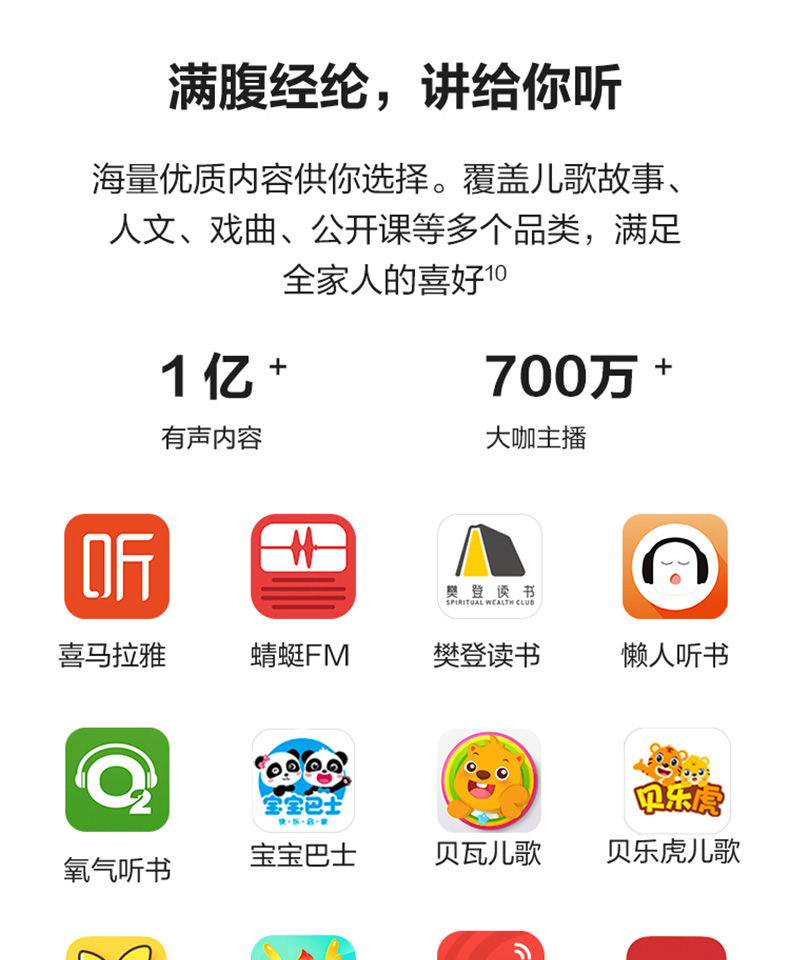 满腹经纶，讲给你听
海量优质内容供你选择。覆盖儿歌故事、
人文、戏曲、公开课等多个品类，满足
全家人的喜好10
1亿+
700万+
有声内容
大咖主播
听
樊登读书
SPIRITUAL WEALTH CLUB
喜马拉雅
蜻蜓FM
樊登读书
懒人听书
O2
宝宝巴士
快·乐·启·蒙
贝乐虎
氧气听书
宝宝巴士
贝瓦儿歌
贝乐虎儿歌